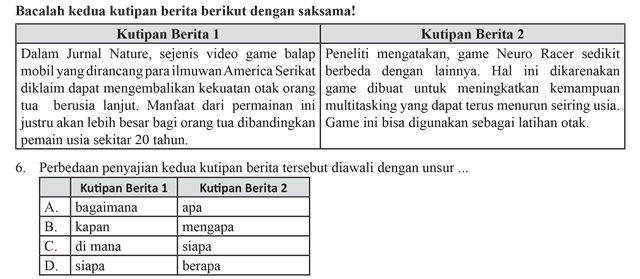 Bacalah kedua kutipan berita berikut dengan saksama!
Kutipan Berita 1
Dalam Jurnal Nature, sejenis video game balap
mobil yang dirancang para ilmuwan America Serikat
diklaim dapat mengembalikan kekuatan otak orang
tua berusia lanjut. Manfaat dari permainan ini
justru akan lebih besar bagi orang tua dibandingkan
pemain usia sekitar 20 tahun.
Kutipan Berita 2
Peneliti mengatakan, game Neuro Racer sedikit
berbeda dengan lainnya. Hal ini dikarenakan
game dibuat untuk meningkatkan kemampuan
multitasking yang dapat terus menurun seiring usia.
Game ini bisa digunakan sebagai latihan otak.
6. Perbedaan penyajian kedua kutipan berita tersebut diawali dengan unsur ...
Kutipan Berita 1 Kutipan Berita 2
A. bagaimana apa
B. kapan mengapa
C. di mana siapa
D. siapa berapa